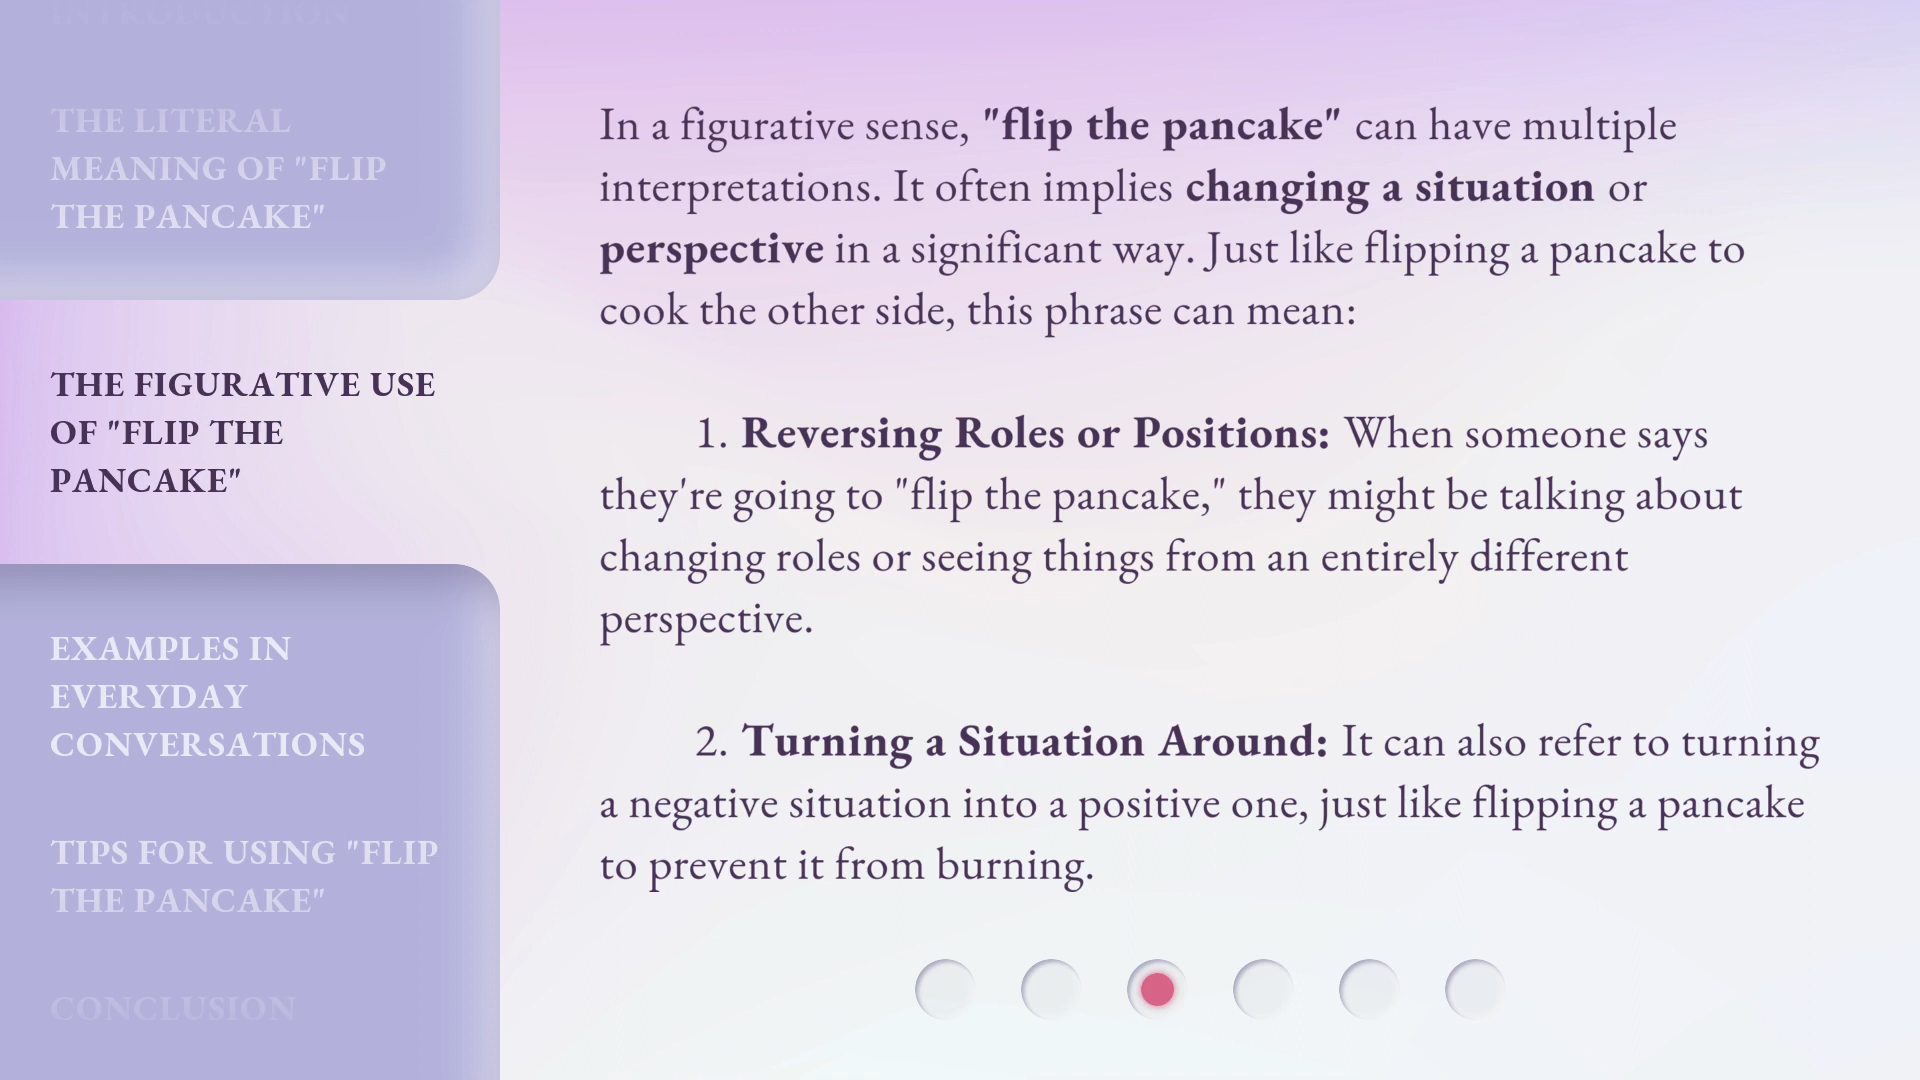 INTRODUCTION
THE LITERAL
MEANING OF "FLIP
THE PANCAKE"
THE FIGURATIVE USE
OF "FLIP THE
PANCAKE"
EXAMPLES IN
EVERYDAY
CONVERSATIONS
TIPS FOR USING "FLIP
THE PANCAKE"
CONCLUSION
In a figurative sense, "flip the pancake" can have multiple
interpretations. It often implies changing a situation or
perspective in a significant way. Just like flipping a pancake to
cook the other side, this phrase can mean:
1. Reversing Roles or Positions: When someone says
they're going to "flip the pancake," they might be talking about
changing roles or seeing things from an entirely different
perspective.
2. Turning a Situation Around: It can also refer to turning
a negative situation into a positive one, just like flipping a pancake
to prevent it from burning.